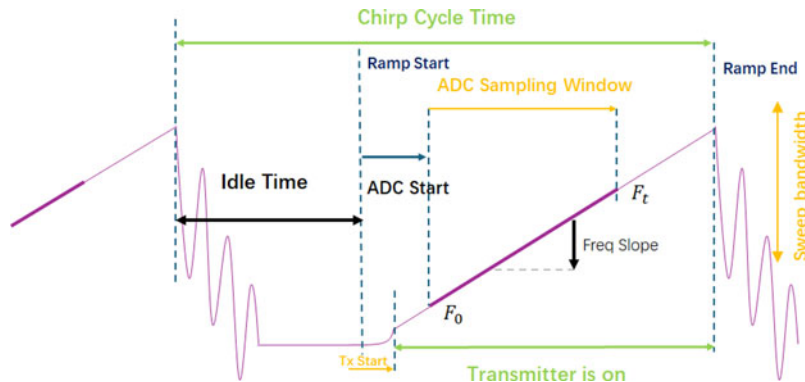 Chirp Cycle Time
Ramp Start
Ramp End
ADC Sampling Window
Idle Time
ADC Start
Sweep bandwidth
Fₜ
Freq Slope
F₀
Tx Start
Transmitter is on